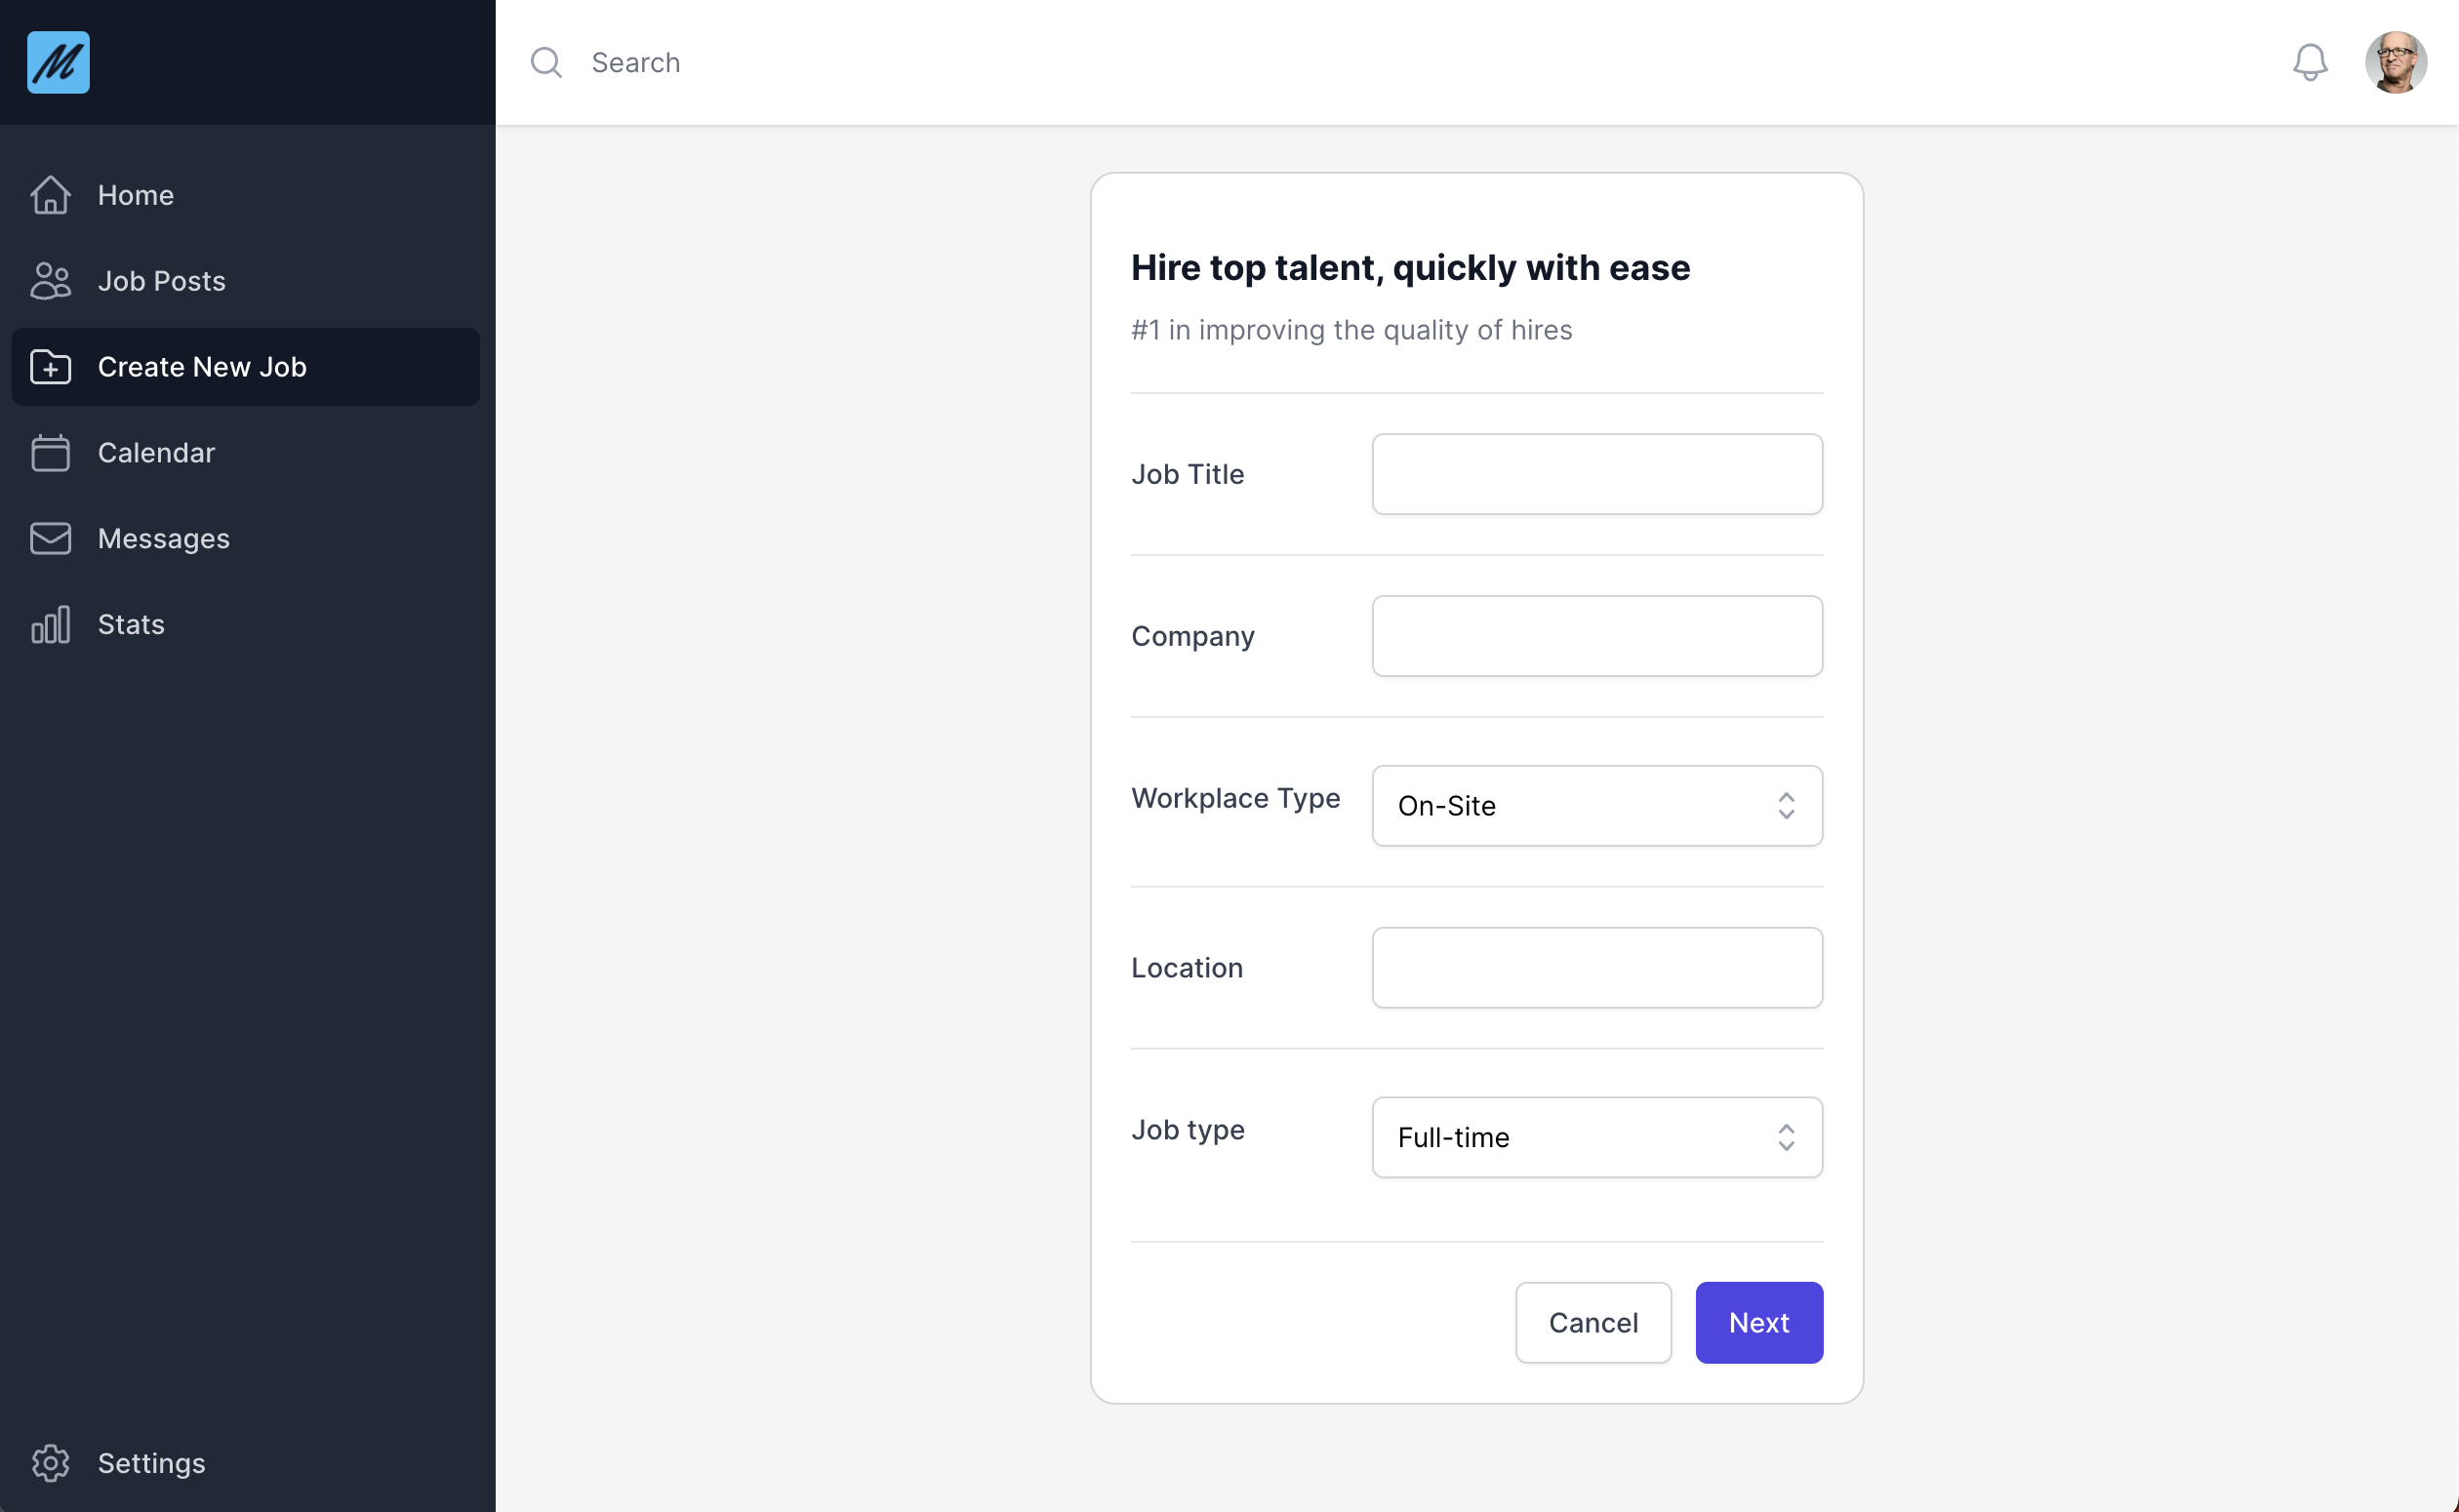 M
Search
Home
Job Posts
Create New Job
Calendar
Messages
Stats
Settings
Hire top talent, quickly with ease
#1 in improving the quality of hires
Job Title
Company
Workplace Type
On-Site
Location
Job type
Full-time
Cancel
Next